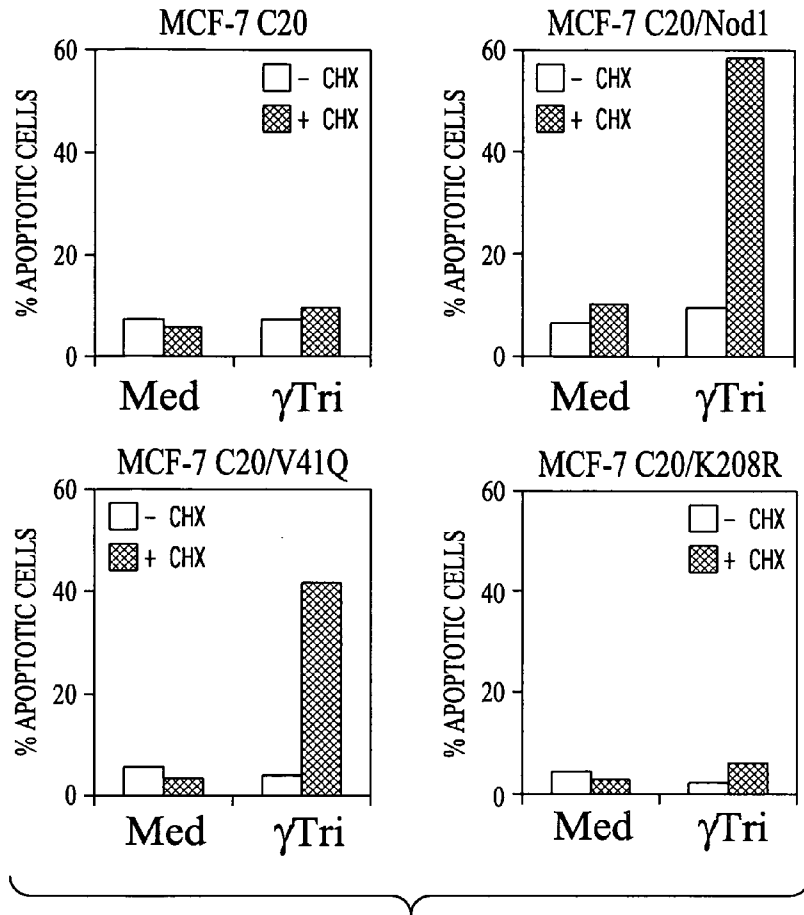 MCF-7 C20
% APOPTOTIC CELLS
60
40
20
0
- CHX
+ CHX
Med
γTri
MCF-7 C20/Nod1
% APOPTOTIC CELLS
60
40
20
0
- CHX
+ CHX
Med
γTri
MCF-7 C20/V41Q
% APOPTOTIC CELLS
60
40
20
0
- CHX
+ CHX
Med
γTri
MCF-7 C20/K208R
% APOPTOTIC CELLS
60
40
20
0
- CHX
+ CHX
Med
γTri